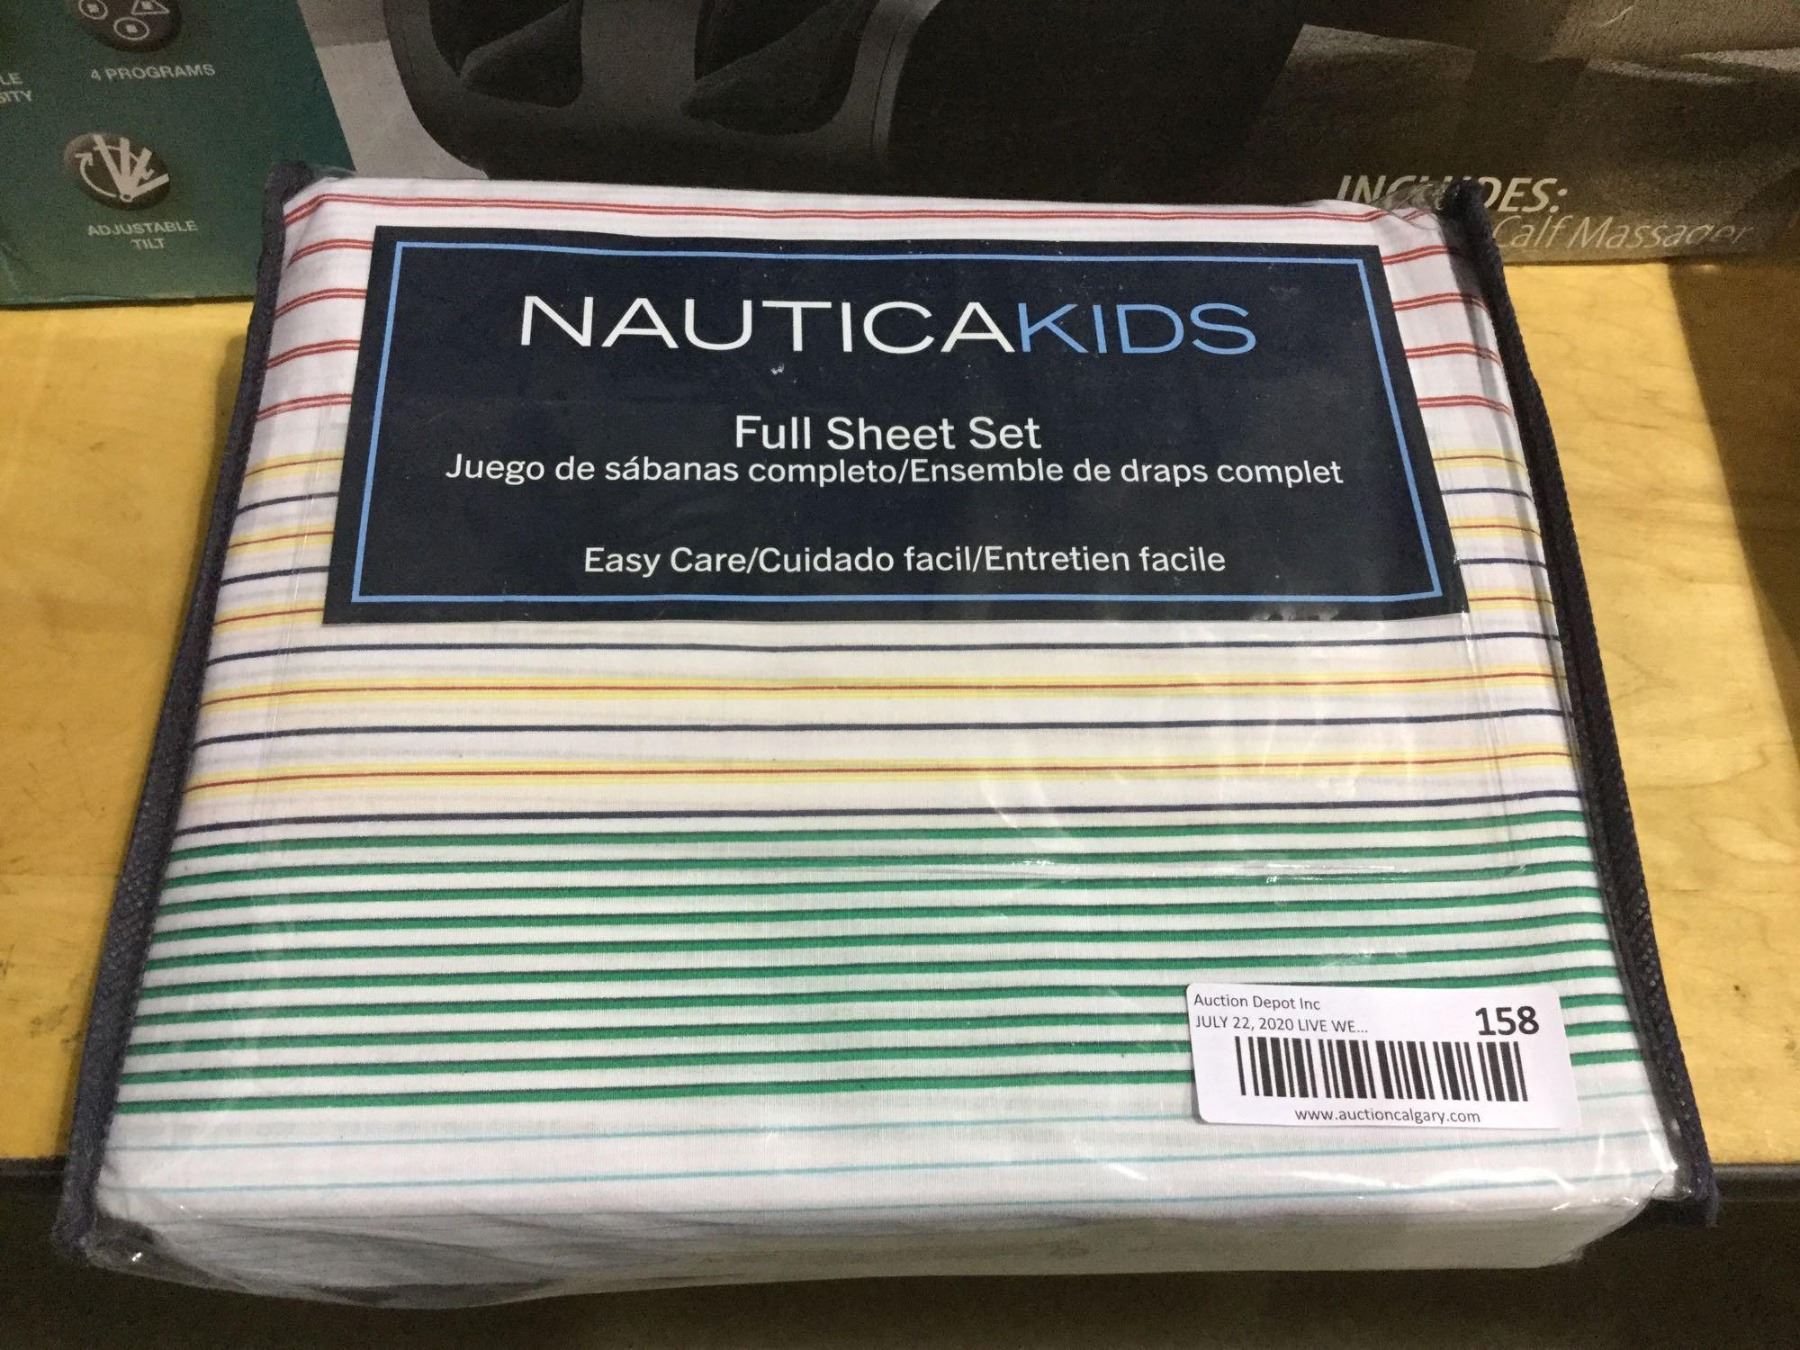 4 PROGRAMS
ADJUSTABLE
TILT
INCLUDES:
Calf Massager
NAUTICAKIDS
Full Sheet Set
Juego de sábanas completo/Ensemble de draps complet
Easy Care/Cuidado facil/Entretien facile
Auction Depot Inc
JULY 22, 2020 LIVE WE...
158
www.auctioncalgary.com